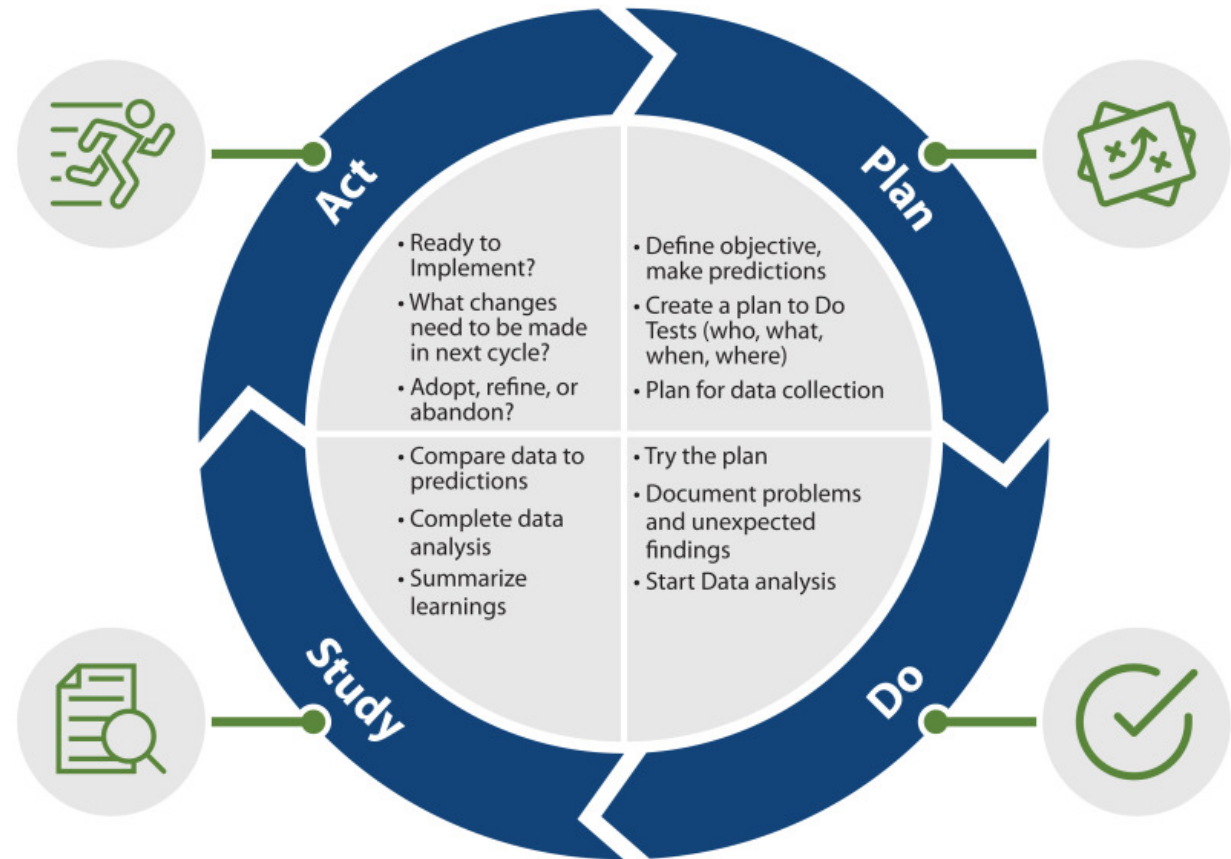 Act
• Ready to
Implement?
• What changes
need to be made
in next cycle?
• Adopt, refine, or
abandon?
Plan
• Define objective,
make predictions
• Create a plan to Do
Tests (who, what,
when, where)
• Plan for data collection
Study
• Compare data to
predictions
• Complete data
analysis
• Summarize
learnings
Do
• Try the plan
• Document problems
and unexpected
findings
• Start Data analysis